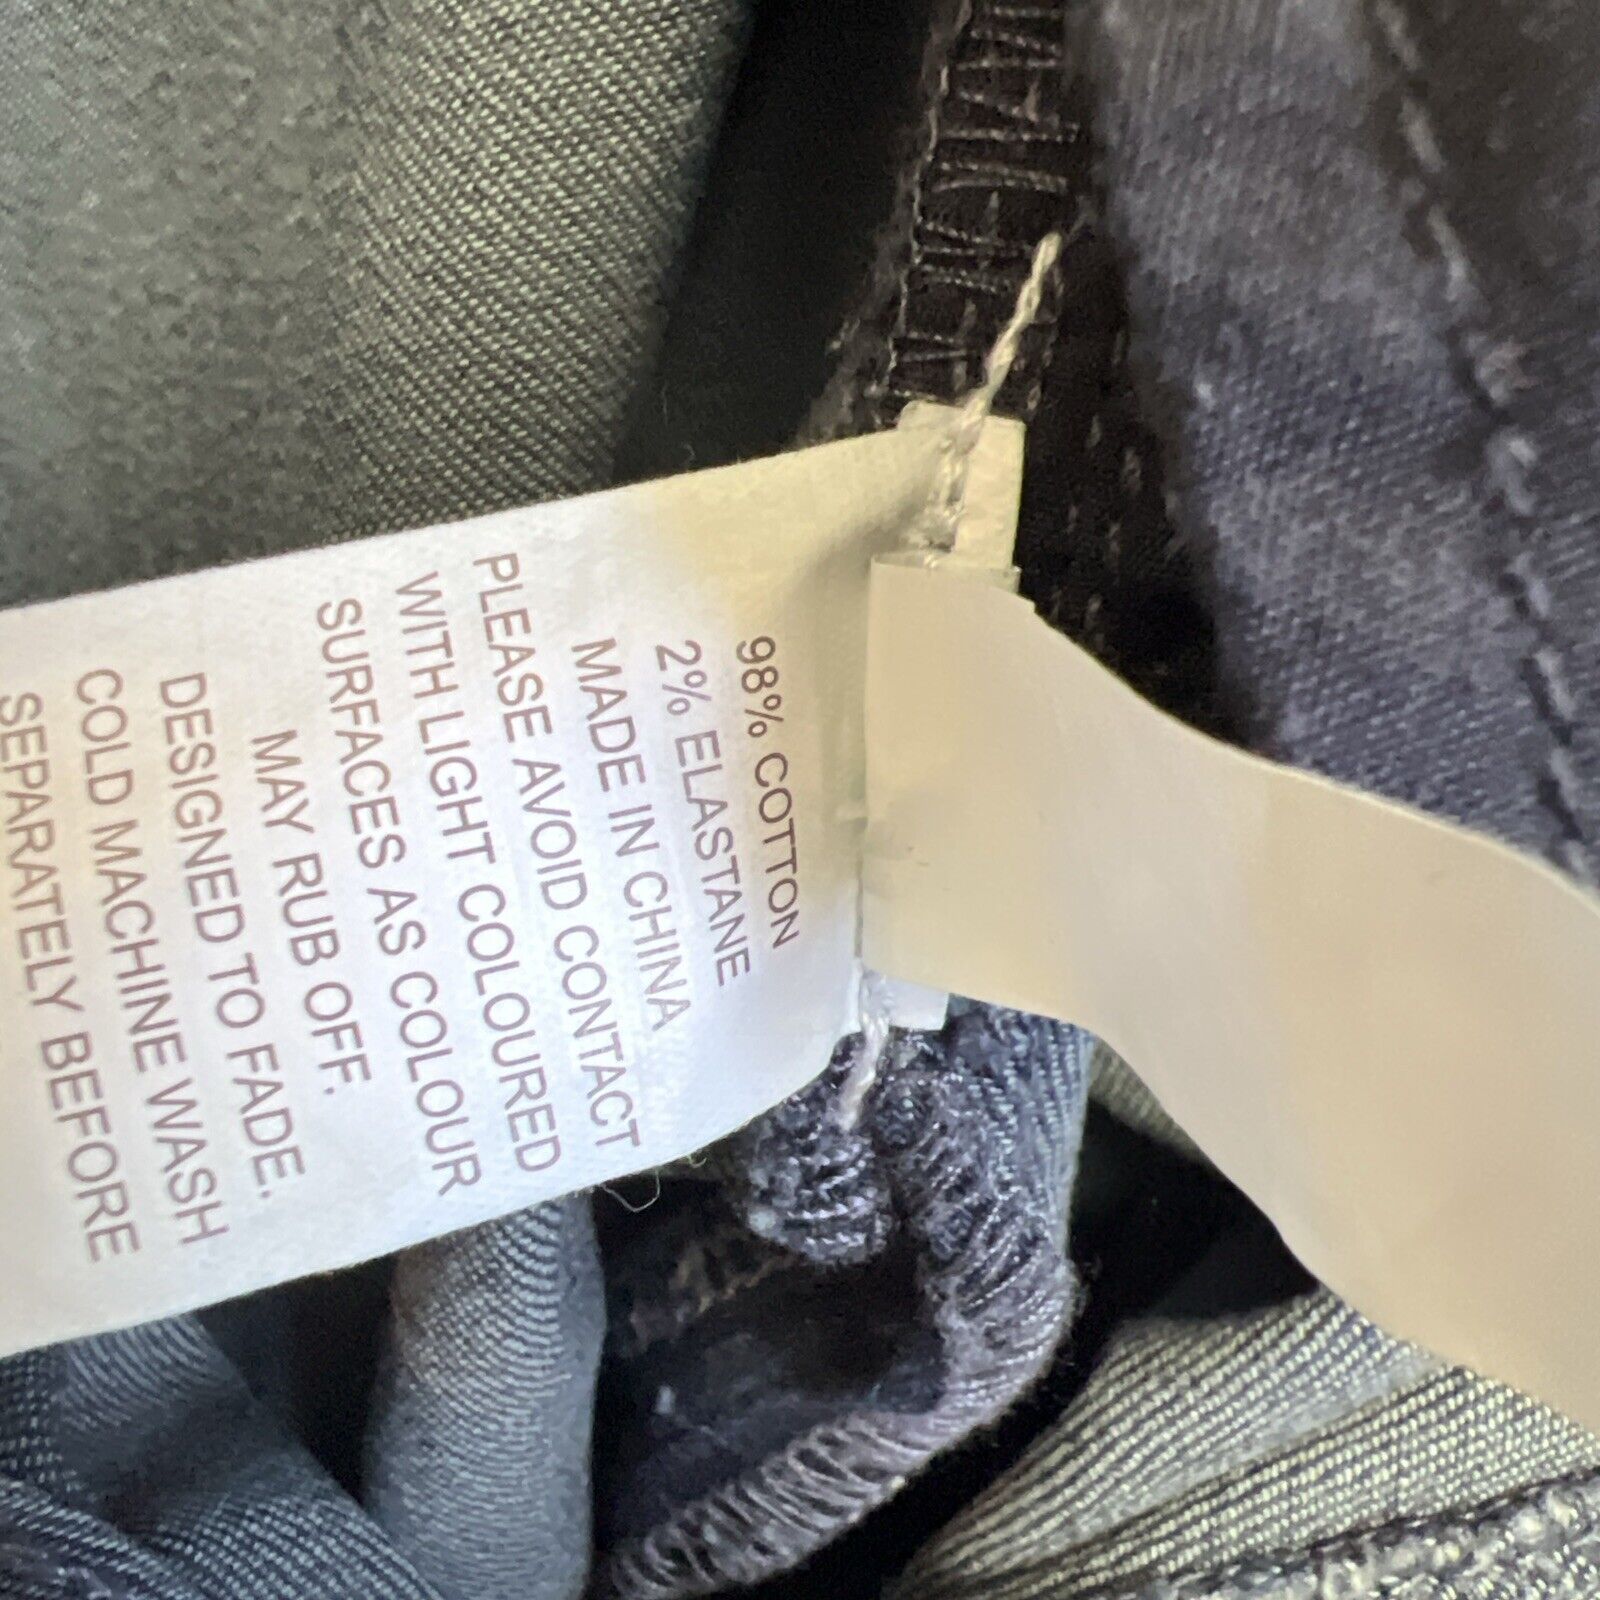 98% COTTON
2% ELASTANE
MADE IN CHINA
PLEASE AVOID CONTACT
WITH LIGHT COLOURED
SURFACES AS COLOUR
MAY RUB OFF.
DESIGNED TO FADE.
COLD MACHINE WASH
SEPARATELY BEFORE